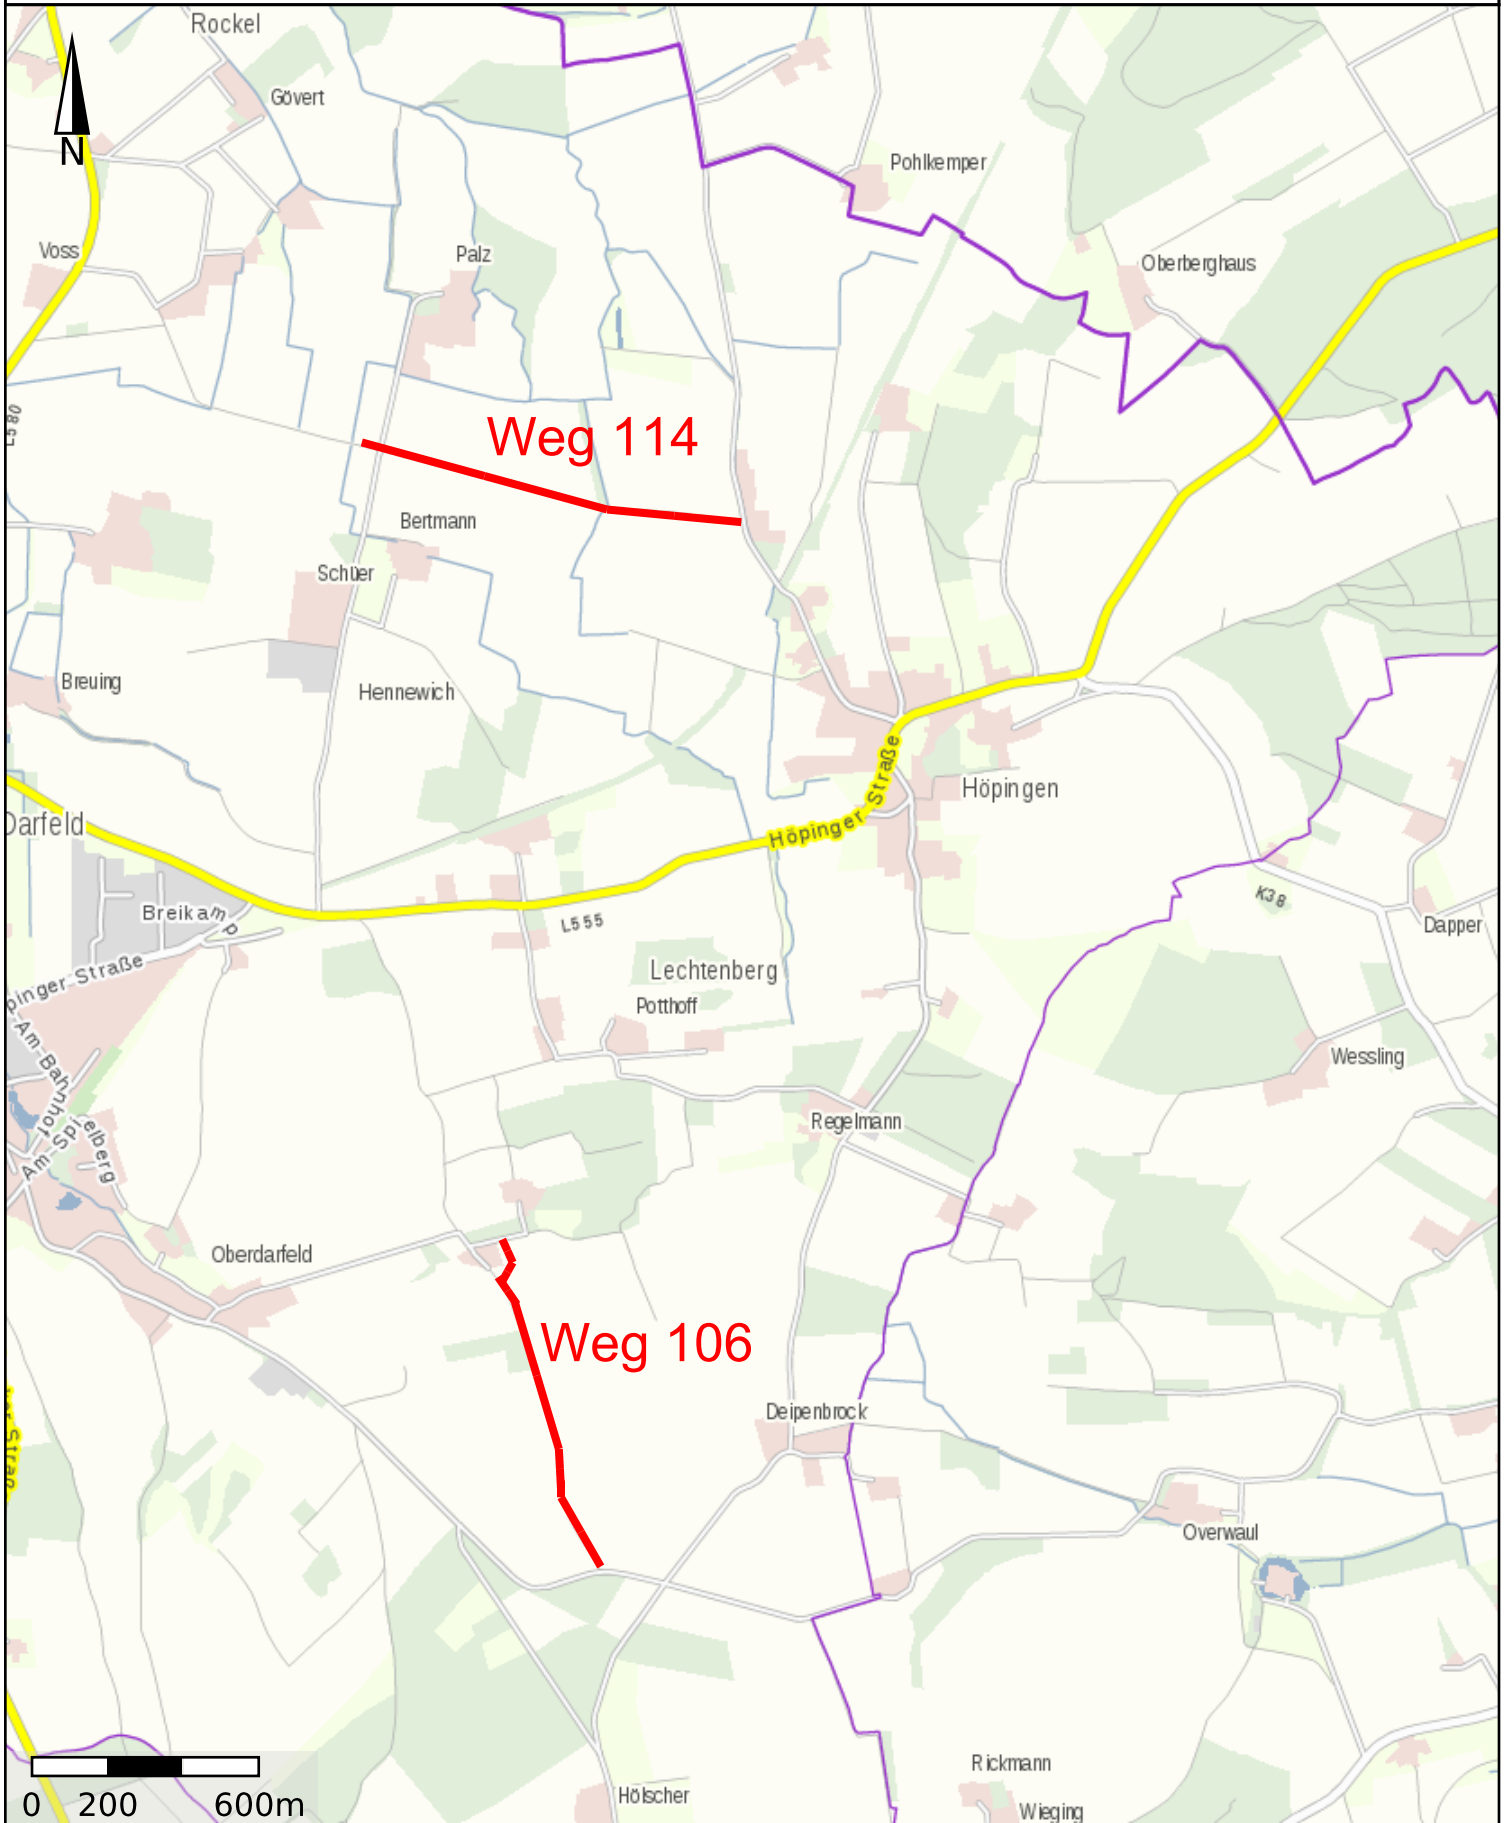 Rockel
Gövert
N
Pohlkemper
Voss
Palz
Oberberghaus
L580
Weg 114
Bertmann
Schüer
Breuing
Hennewich
Höpinger Straße
Höpingen
Darfeld
Breikamp
L555
K38
Dapper
pinger Straße
Lechtenberg
Potthoff
Am Bahnhof
Wessling
Am Spielberg
Regelmann
Oberdarfeld
Weg 106
Deipenbrock
Overwaul
Rickmann
Hölscher
Wieging
0 200 600m